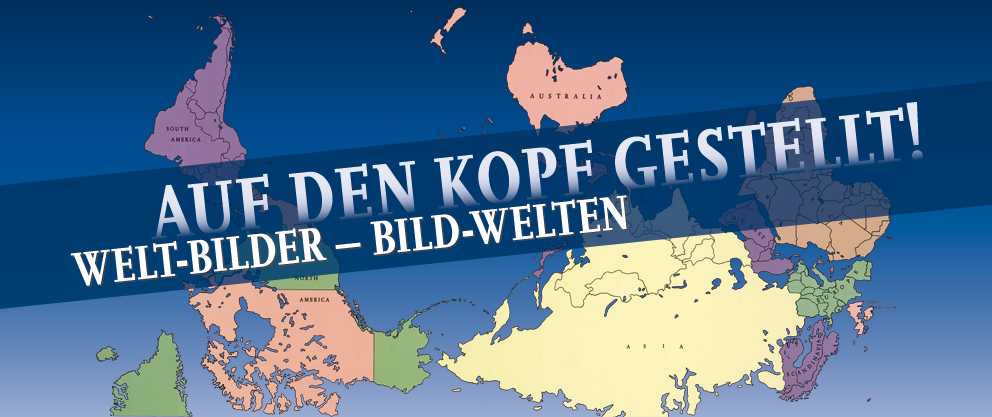 AUSTRALIA
SOUTH
AMERICA
AUF DEN KOPF GESTELLT!
WELT-BILDER – BILD-WELTEN
NORTH
AMERICA
ASIA
SCANDINAVIA